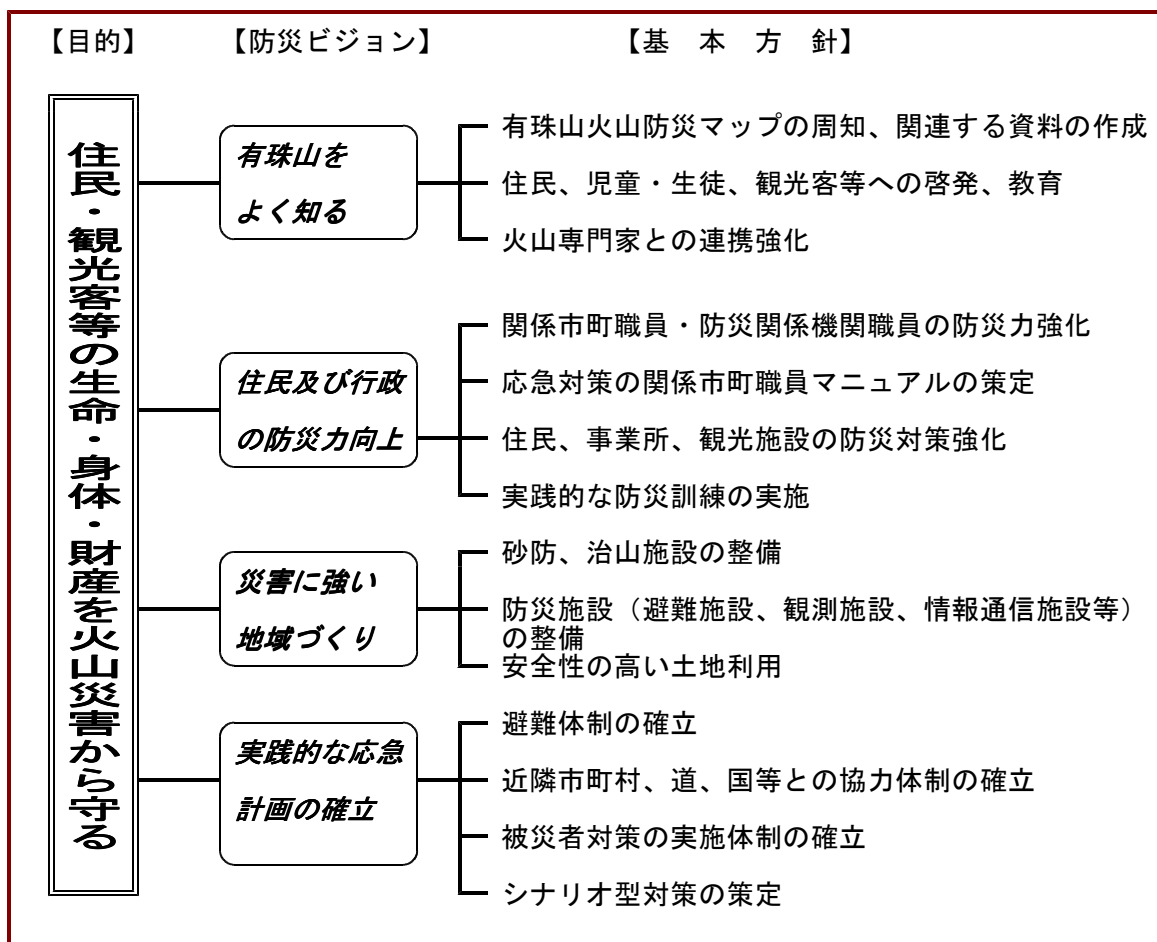 【目的】 【防災ビジョン】 【基 本 方 針】
住民・観光客等の生命・身体・財産を火山災害から守る
有珠山を
よく知る
有珠山火山防災マップの周知、関連する資料の作成
住民、児童・生徒、観光客等への啓発、教育
火山専門家との連携強化
住民及び行政
の防災力向上
関係市町職員・防災関係機関職員の防災力強化
応急対策の関係市町職員マニュアルの策定
住民、事業所、観光施設の防災対策強化
実践的な防災訓練の実施
災害に強い
地域づくり
砂防、治山施設の整備
防災施設（避難施設、観測施設、情報通信施設等）
の整備
安全性の高い土地利用
実践的な応急
計画の確立
避難体制の確立
近隣市町村、道、国等との協力体制の確立
被災者対策の実施体制の確立
シナリオ型対策の策定